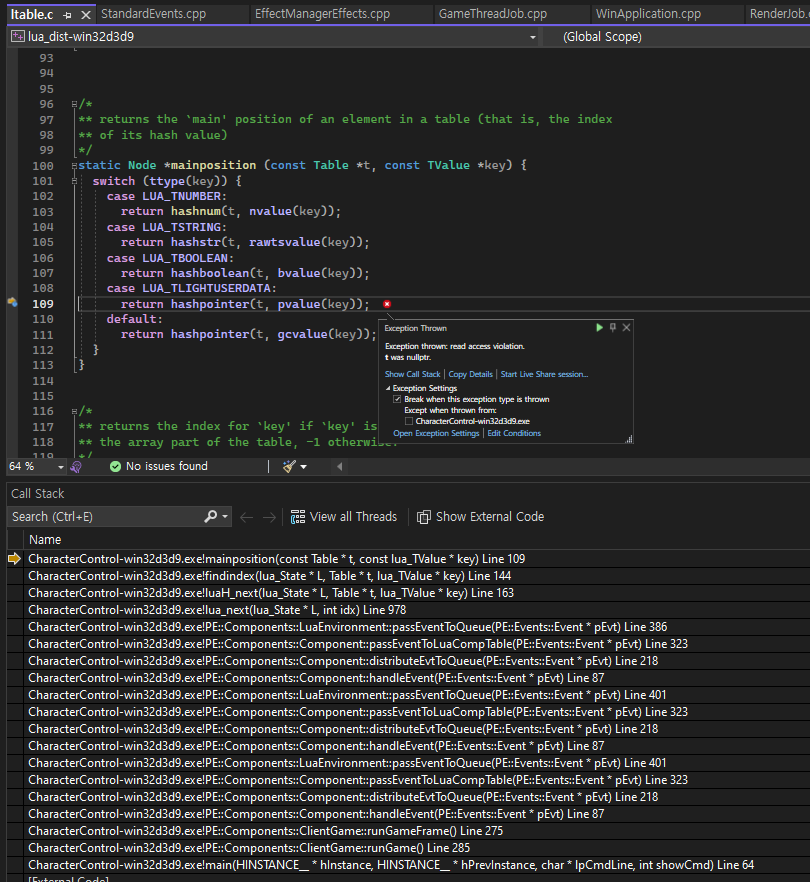 ltable.c StandardEvents.cpp EffectManagerEffects.cpp GameThreadJob.cpp WinApplication.cpp RenderJob.
lua_dist-win32d3d9 (Global Scope)
93
94
95
96 /*
97 ** returns the `main' position of an element in a table (that is, the index
98 ** of its hash value)
99 */
100 static Node *mainposition (const Table *t, const TValue *key) {
101 switch (ttype(key)) {
102 case LUA_TNUMBER:
103 return hashnum(t, nvalue(key));
104 case LUA_TSTRING:
105 return hashstr(t, rawtsvalue(key));
106 case LUA_TBOOLEAN:
107 return hashboolean(t, bvalue(key));
108 case LUA_TLIGHTUSERDATA:
109 return hashpointer(t, pvalue(key));
110 default:
111 return hashpointer(t, gcvalue(key));
112 }
113 }
114
115
116 /*
117 ** returns the index for `key' if `key' is
118 ** the array part of the table, -1 otherwise.
119 */
Exception Thrown
Exception thrown: read access violation.
t was nullptr.
Show Call Stack | Copy Details | Start Live Share session...
Exception Settings
Break when this exception type is thrown
Except when thrown from:
CharacterControl-win32d3d9.exe
Open Exception Settings | Edit Conditions
64 % No issues found
Call Stack
Search (Ctrl+E) View all Threads Show External Code
Name
CharacterControl-win32d3d9.exe!mainposition(const Table * t, const lua_TValue * key) Line 109
CharacterControl-win32d3d9.exe!findindex(lua_State * L, Table * t, lua_TValue * key) Line 144
CharacterControl-win32d3d9.exe!luaH_next(lua_State * L, Table * t, lua_TValue * key) Line 163
CharacterControl-win32d3d9.exe!lua_next(lua_State * L, int idx) Line 978
CharacterControl-win32d3d9.exe!PE::Components::LuaEnvironment::passEventToQueue(PE::Events::Event * pEvt) Line 386
CharacterControl-win32d3d9.exe!PE::Components::Component::passEventToLuaCompTable(PE::Events::Event * pEvt) Line 323
CharacterControl-win32d3d9.exe!PE::Components::Component::distributeEvtToQueue(PE::Events::Event * pEvt) Line 218
CharacterControl-win32d3d9.exe!PE::Components::Component::handleEvent(PE::Events::Event * pEvt) Line 87
CharacterControl-win32d3d9.exe!PE::Components::LuaEnvironment::passEventToQueue(PE::Events::Event * pEvt) Line 401
CharacterControl-win32d3d9.exe!PE::Components::Component::passEventToLuaCompTable(PE::Events::Event * pEvt) Line 323
CharacterControl-win32d3d9.exe!PE::Components::Component::distributeEvtToQueue(PE::Events::Event * pEvt) Line 218
CharacterControl-win32d3d9.exe!PE::Components::Component::handleEvent(PE::Events::Event * pEvt) Line 87
CharacterControl-win32d3d9.exe!PE::Components::LuaEnvironment::passEventToQueue(PE::Events::Event * pEvt) Line 401
CharacterControl-win32d3d9.exe!PE::Components::Component::passEventToLuaCompTable(PE::Events::Event * pEvt) Line 323
CharacterControl-win32d3d9.exe!PE::Components::Component::distributeEvtToQueue(PE::Events::Event * pEvt) Line 218
CharacterControl-win32d3d9.exe!PE::Components::Component::handleEvent(PE::Events::Event * pEvt) Line 87
CharacterControl-win32d3d9.exe!PE::Components::ClientGame::runGameFrame() Line 275
CharacterControl-win32d3d9.exe!PE::Components::ClientGame::runGame() Line 285
CharacterControl-win32d3d9.exe!main(HINSTANCE__ * hInstance, HINSTANCE__ * hPrevInstance, char * lpCmdLine, int showCmd) Line 64
[External Code]